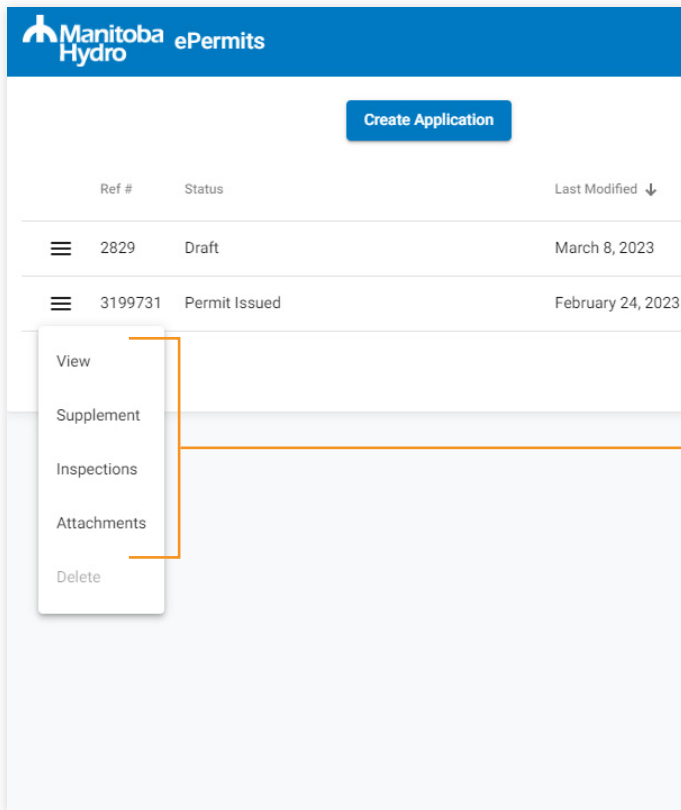 Manitoba Hydro ePermits
Create Application
Ref # Status Last Modified
2829 Draft March 8, 2023
3199731 Permit Issued February 24, 2023
View
Supplement
Inspections
Attachments
Delete